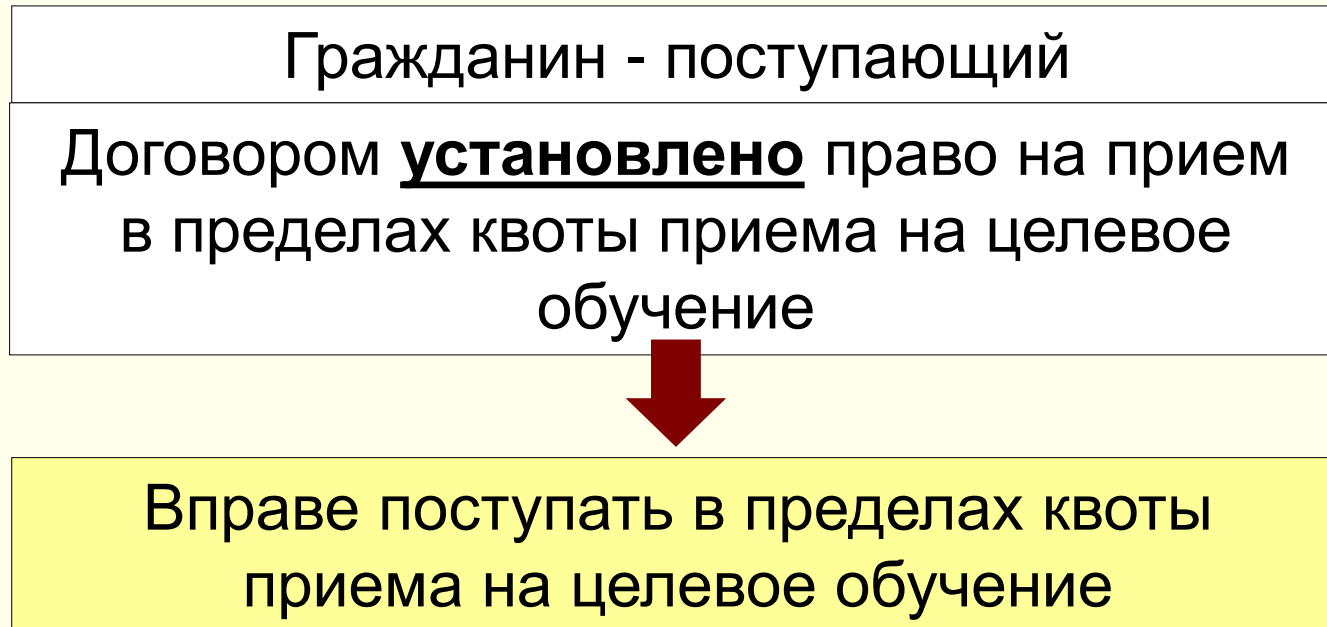 Гражданин - поступающий
Договором установлено право на прием
в пределах квоты приема на целевое
обучение
Вправе поступать в пределах квоты
приема на целевое обучение